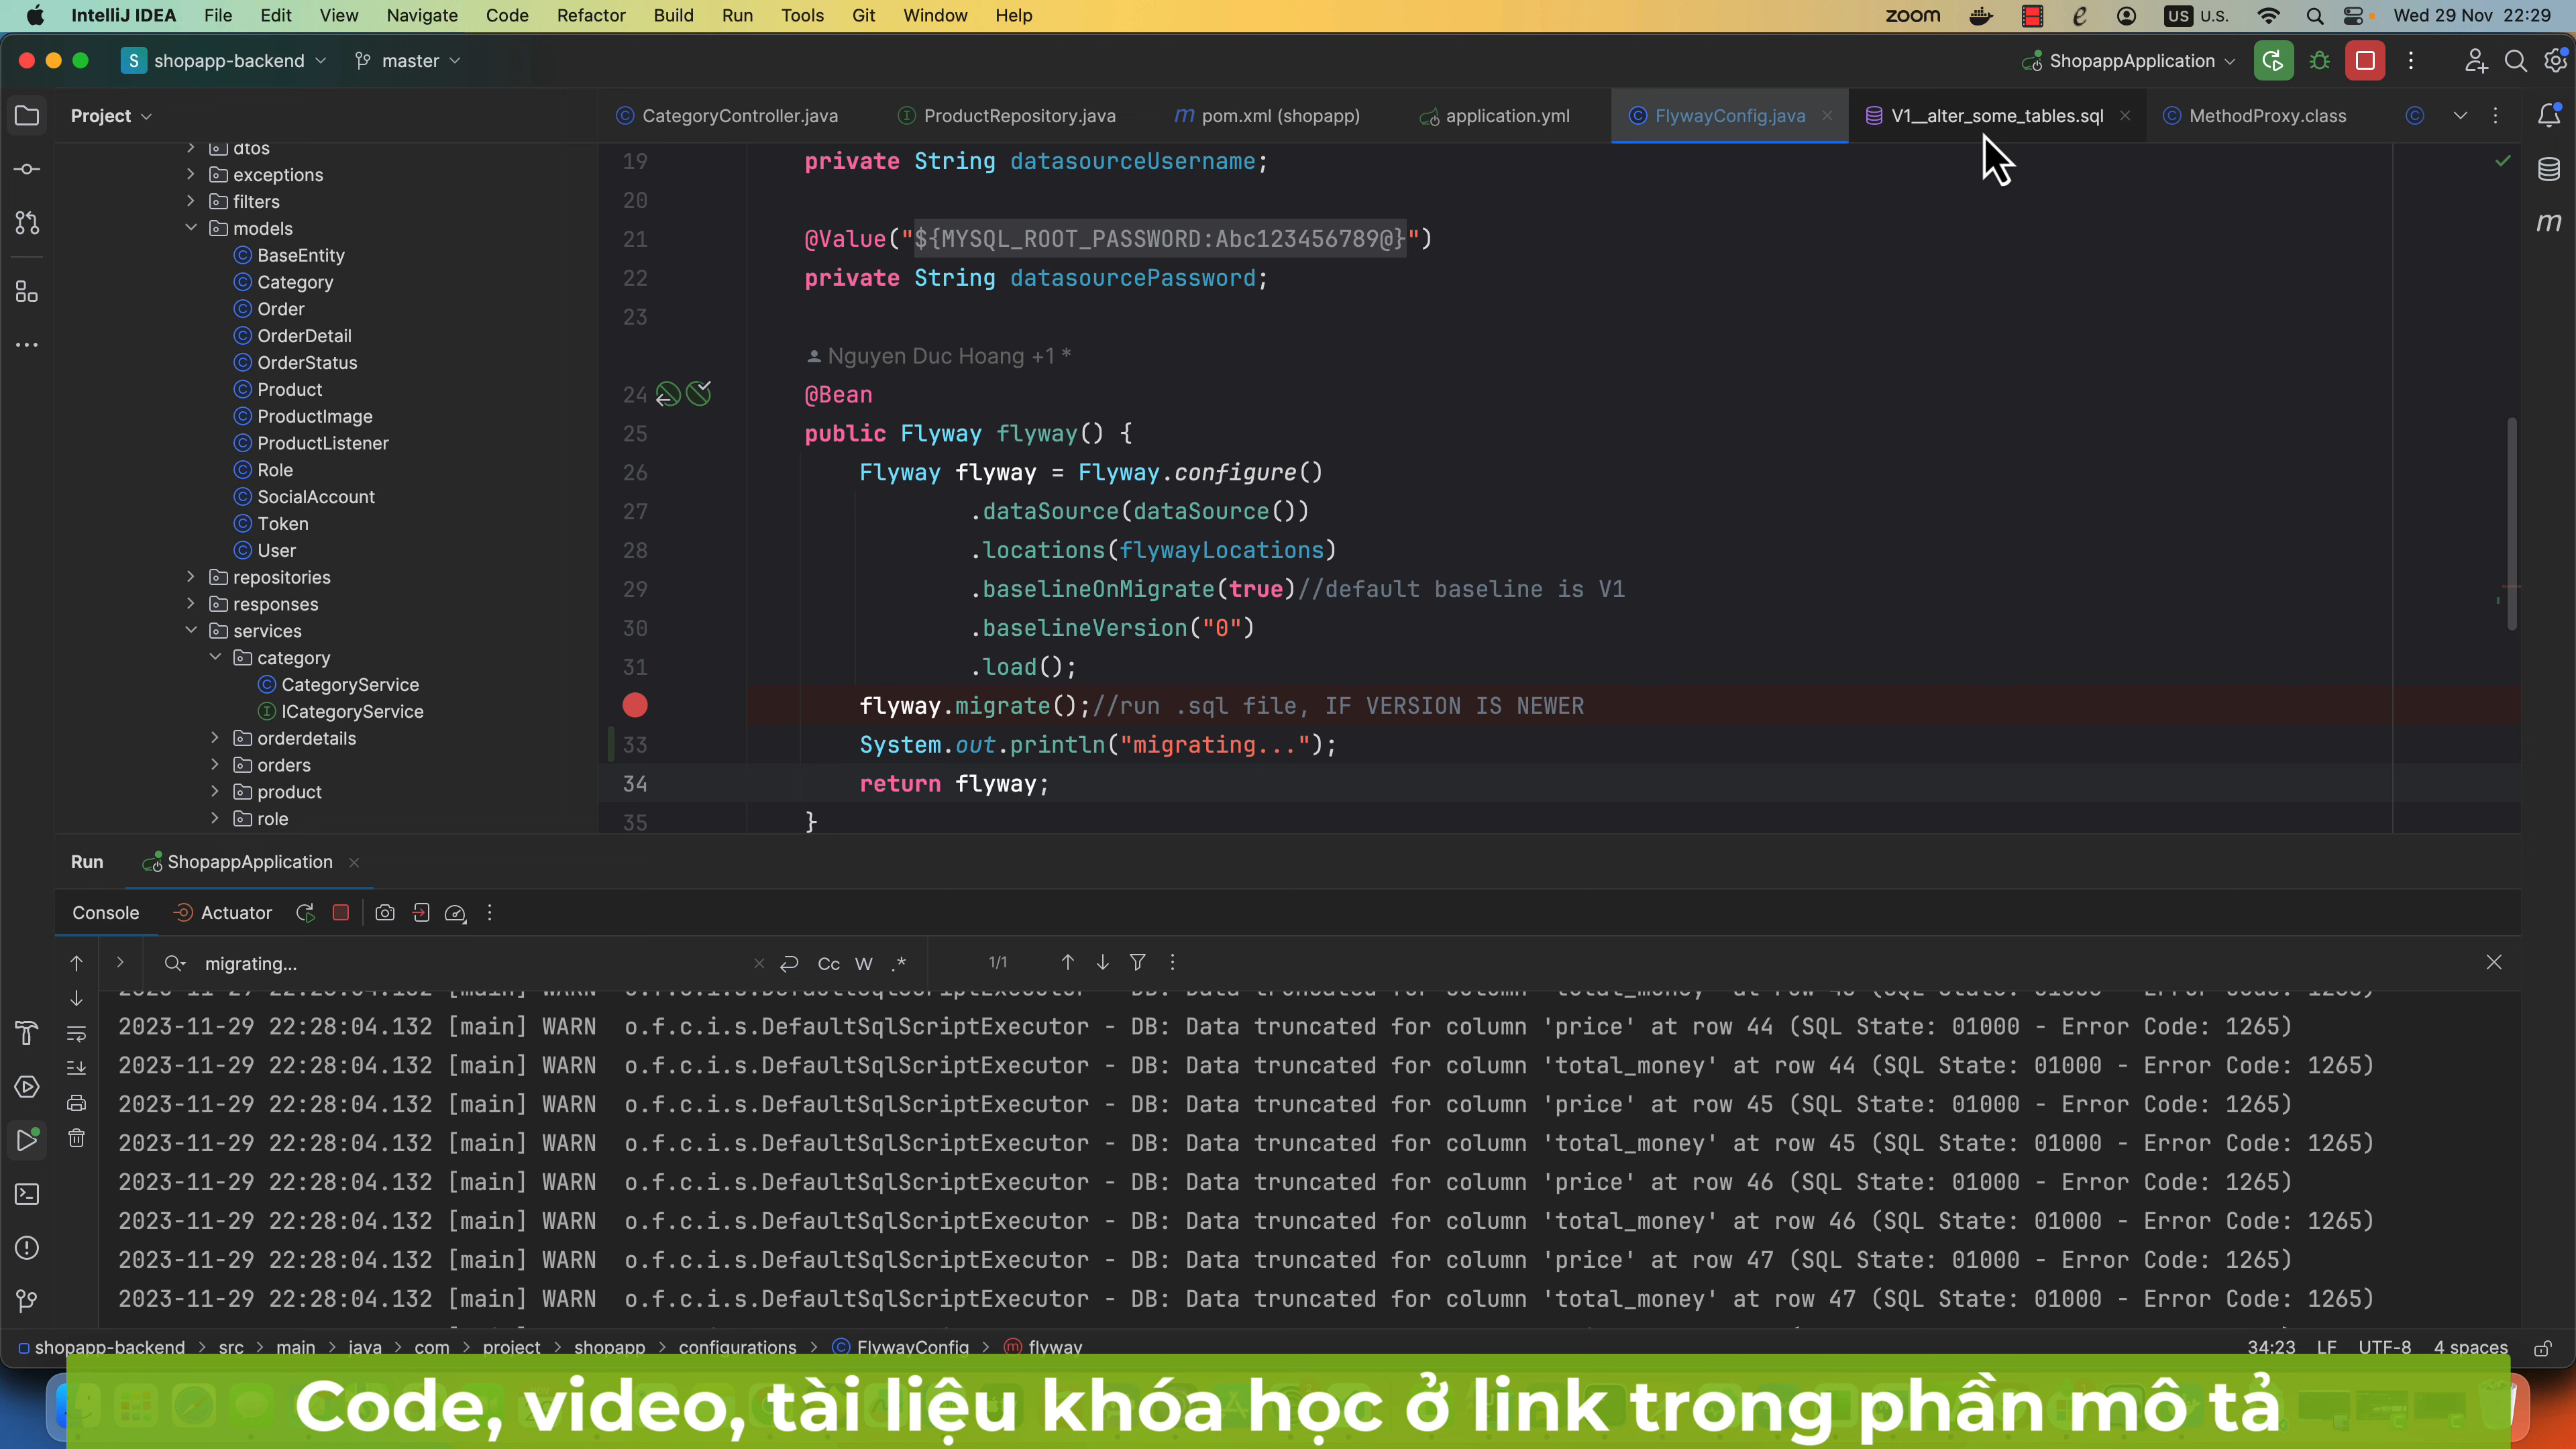 IntelliJ IDEA File Edit View Navigate Code Refactor Build Run Tools Git Window Help zoom US U.S. Wed 29 Nov 22:29
S shopapp-backend master ShopappApplication
Project CategoryController.java ProductRepository.java m pom.xml (shopapp) application.yml FlywayConfig.java V1__alter_some_tables.sql MethodProxy.class
dtos
exceptions
filters
models
BaseEntity
Category
Order
OrderDetail
OrderStatus
Product
ProductImage
ProductListener
Role
SocialAccount
Token
User
repositories
responses
services
category
CategoryService
ICategoryService
orderdetails
orders
product
role
19 private String datasourceUsername;
20
21 @Value("${MYSQL_ROOT_PASSWORD:Abc123456789@}")
22 private String datasourcePassword;
23
Nguyen Duc Hoang +1 *
24 @Bean
25 public Flyway flyway() {
26 Flyway flyway = Flyway.configure()
27 .dataSource(dataSource())
28 .locations(flywayLocations)
29 .baselineOnMigrate(true)//default baseline is V1
30 .baselineVersion("0")
31 .load();
flyway.migrate();//run .sql file, IF VERSION IS NEWER
33 System.out.println("migrating...");
34 return flyway;
35 }
Run ShopappApplication
Console Actuator
migrating... Cc W .* 1/1
2023-11-29 22:28:04.132 [main] WARN o.f.c.i.s.DefaultSqlScriptExecutor - DB: Data truncated for column 'price' at row 44 (SQL State: 01000 - Error Code: 1265)
2023-11-29 22:28:04.132 [main] WARN o.f.c.i.s.DefaultSqlScriptExecutor - DB: Data truncated for column 'total_money' at row 44 (SQL State: 01000 - Error Code: 1265)
2023-11-29 22:28:04.132 [main] WARN o.f.c.i.s.DefaultSqlScriptExecutor - DB: Data truncated for column 'price' at row 45 (SQL State: 01000 - Error Code: 1265)
2023-11-29 22:28:04.132 [main] WARN o.f.c.i.s.DefaultSqlScriptExecutor - DB: Data truncated for column 'total_money' at row 45 (SQL State: 01000 - Error Code: 1265)
2023-11-29 22:28:04.132 [main] WARN o.f.c.i.s.DefaultSqlScriptExecutor - DB: Data truncated for column 'price' at row 46 (SQL State: 01000 - Error Code: 1265)
2023-11-29 22:28:04.132 [main] WARN o.f.c.i.s.DefaultSqlScriptExecutor - DB: Data truncated for column 'total_money' at row 46 (SQL State: 01000 - Error Code: 1265)
2023-11-29 22:28:04.132 [main] WARN o.f.c.i.s.DefaultSqlScriptExecutor - DB: Data truncated for column 'price' at row 47 (SQL State: 01000 - Error Code: 1265)
2023-11-29 22:28:04.132 [main] WARN o.f.c.i.s.DefaultSqlScriptExecutor - DB: Data truncated for column 'total_money' at row 47 (SQL State: 01000 - Error Code: 1265)
shopapp-backend > src > main > java > com > project > shopapp > configurations > FlywayConfig > flyway 34:23 LF UTF-8 4 spaces
Code, video, tài liệu khóa học ở link trong phần mô tả